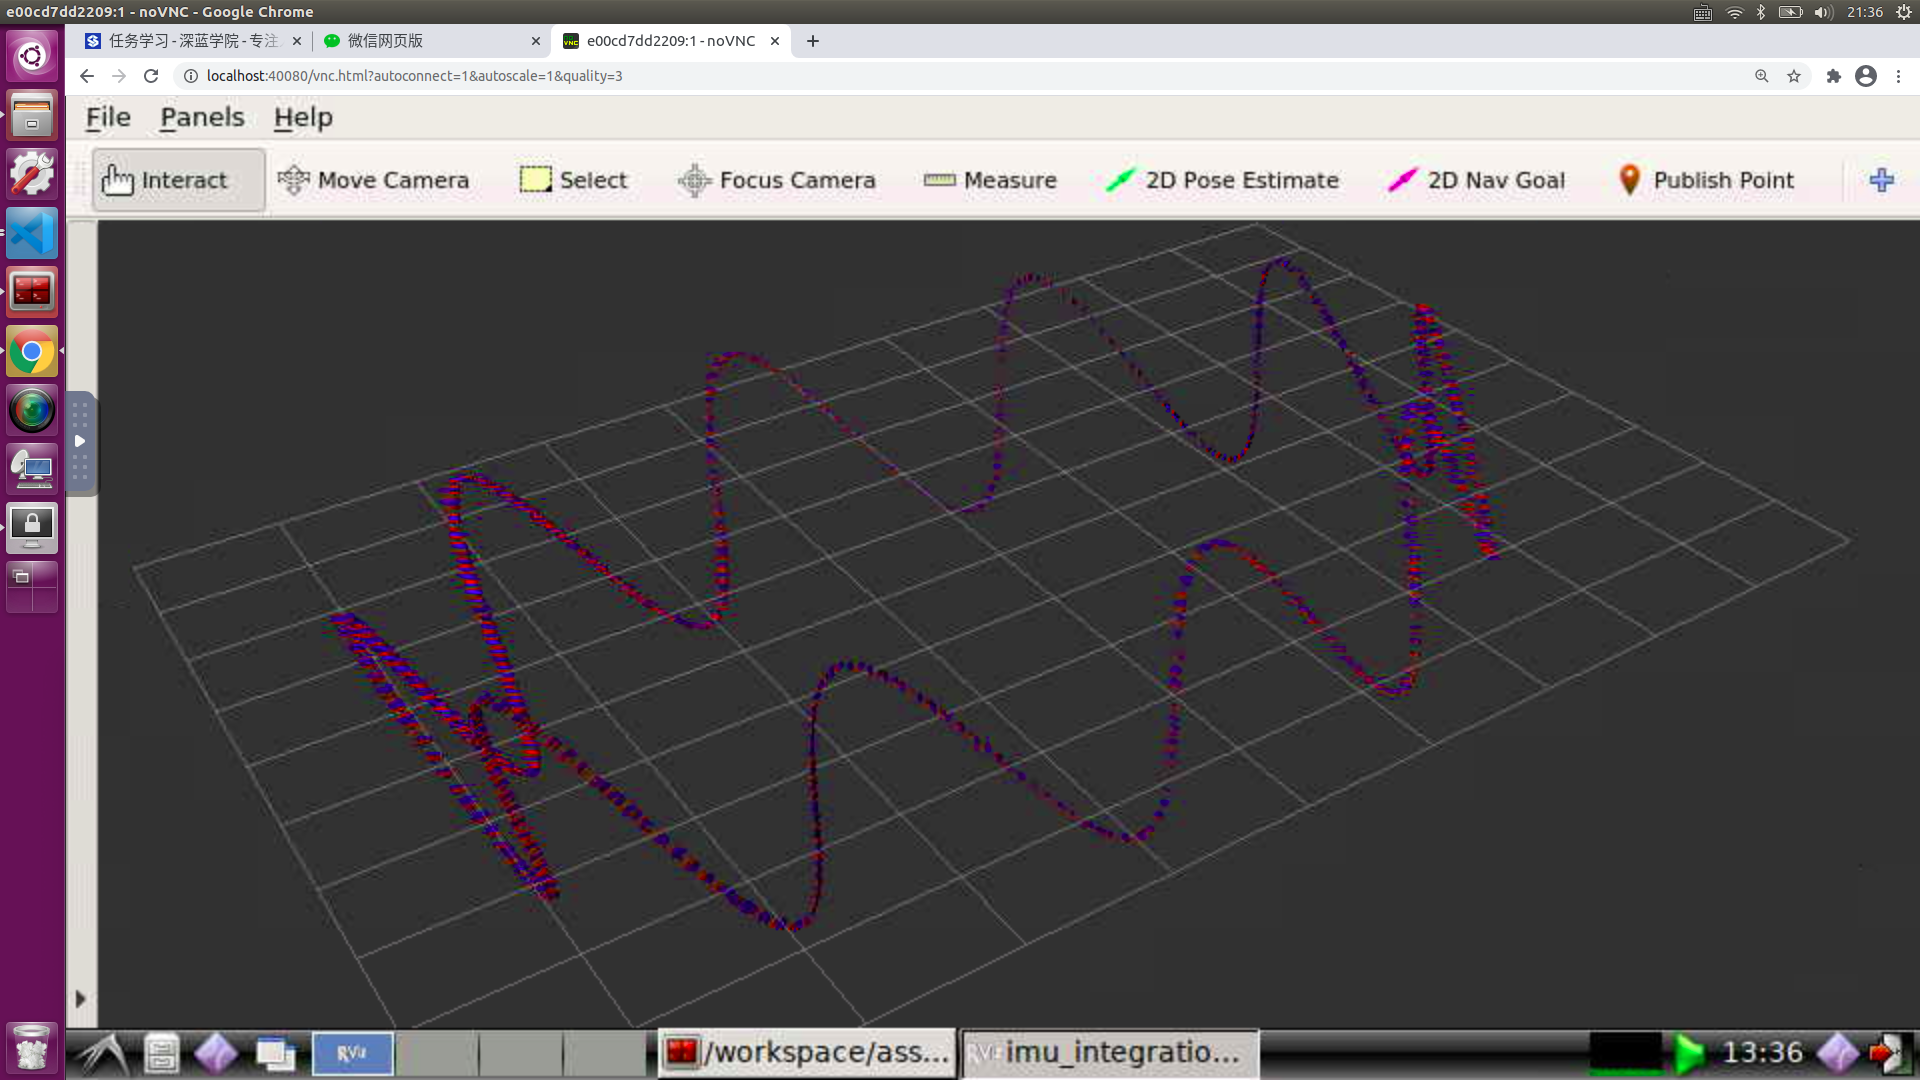 e00cd7dd2209:1 - noVNC - Google Chrome
21:36
任务学习 - 深蓝学院 - 专注
微信网页版
e00cd7dd2209:1 - noVNC
localhost:40080/vnc.html?autoconnect=1&autoscale=1&quality=3
File Panels Help
Interact Move Camera Select Focus Camera Measure 2D Pose Estimate 2D Nav Goal Publish Point
RViz
/workspace/ass...
RViz imu_integratio...
13:36